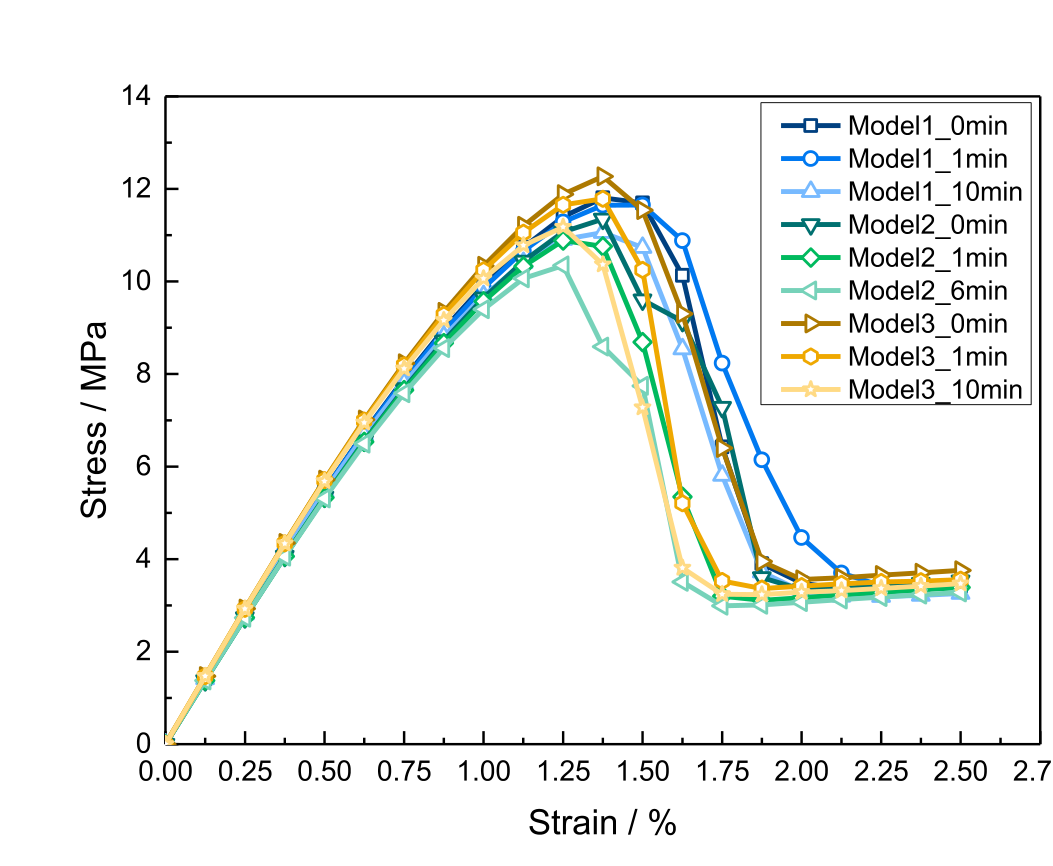 14
12
10
8
6
4
2
0
Stress / MPa
Model1_0min
Model1_1min
Model1_10min
Model2_0min
Model2_1min
Model2_6min
Model3_0min
Model3_1min
Model3_10min
0.00 0.25 0.50 0.75 1.00 1.25 1.50 1.75 2.00 2.25 2.50 2.7
Strain / %